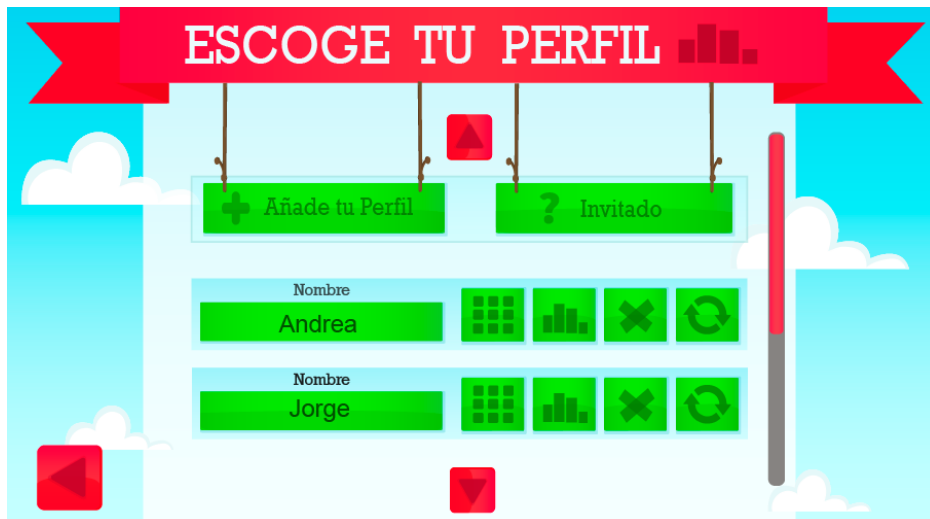 ESCOGE TU PERFIL
Añade tu Perfil
? Invitado
Nombre
Andrea
Nombre
Jorge